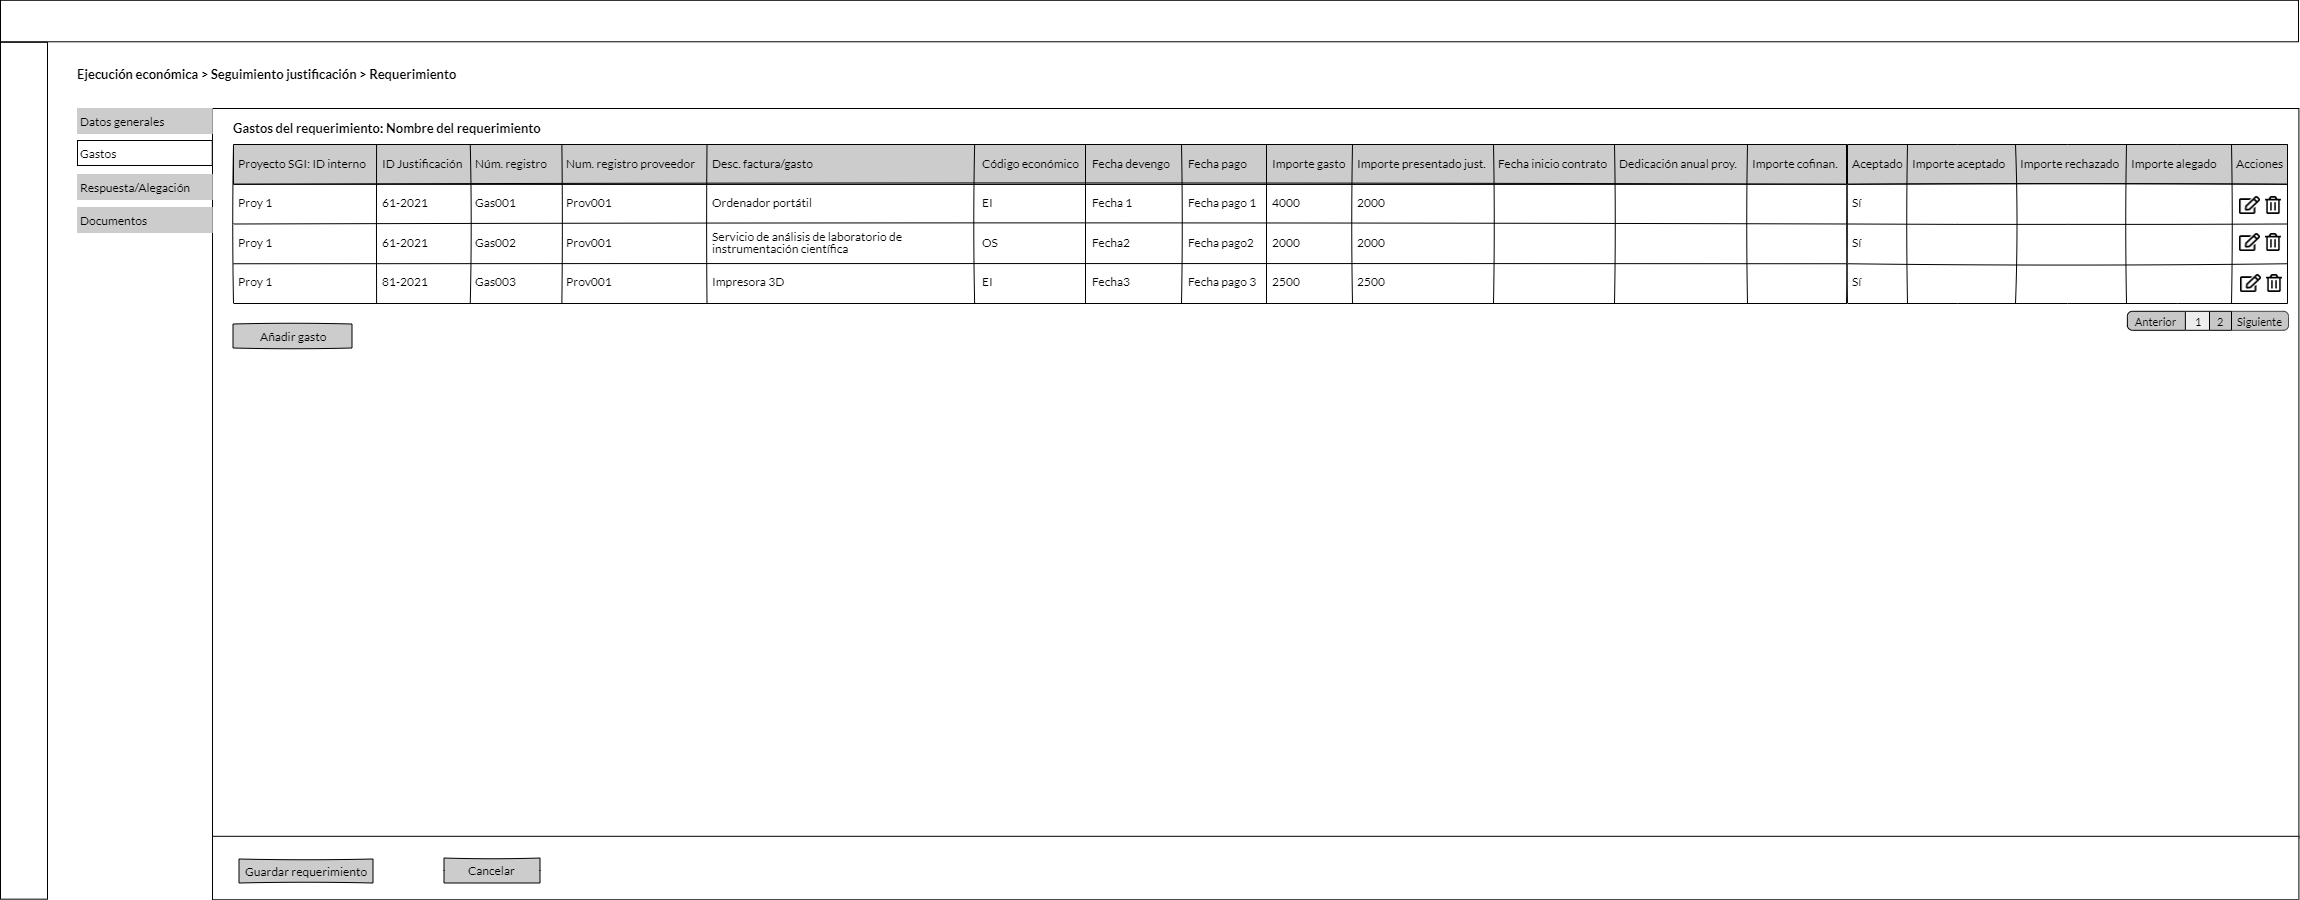 Ejecución económica > Seguimiento justificación > Requerimiento
Datos generales
Gastos
Respuesta/Alegación
Documentos
Gastos del requerimiento: Nombre del requerimiento
Proyecto SGI: ID interno ID Justificación Núm. registro Num. registro proveedor Desc. factura/gasto Código económico Fecha devengo Fecha pago Importe gasto Importe presentado just. Fecha inicio contrato Dedicación anual proy. Importe cofinan. Aceptado Importe aceptado Importe rechazado Importe alegado Acciones
Proy 1 61-2021 Gas001 Prov001 Ordenador portátil EI Fecha 1 Fecha pago 1 4000 2000 Sí
Proy 1 61-2021 Gas002 Prov001 Servicio de análisis de laboratorio de
instrumentación científica OS Fecha2 Fecha pago2 2000 2000 Sí
Proy 1 81-2021 Gas003 Prov001 Impresora 3D EI Fecha3 Fecha pago 3 2500 2500 Sí
Anterior 1 2 Siguiente
Añadir gasto
Guardar requerimiento Cancelar